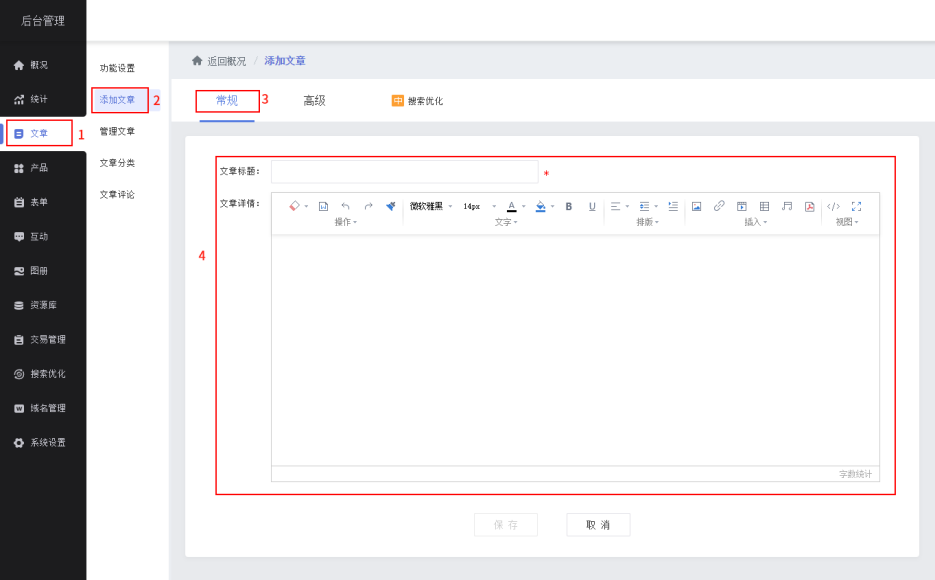 后台管理
概况
统计
文章
1
产品
表单
互动
图册
资源库
交易管理
搜索优化
域名管理
系统设置
功能设置
添加文章
2
管理文章
文章分类
文章评论
返回概况 / 添加文章
常规
3
高级
中 搜索优化
4
文章标题:
*
文章详情:
微软雅黑 14px A B U </>
操作 文字 排版 插入 视图
字数统计
保存 取消